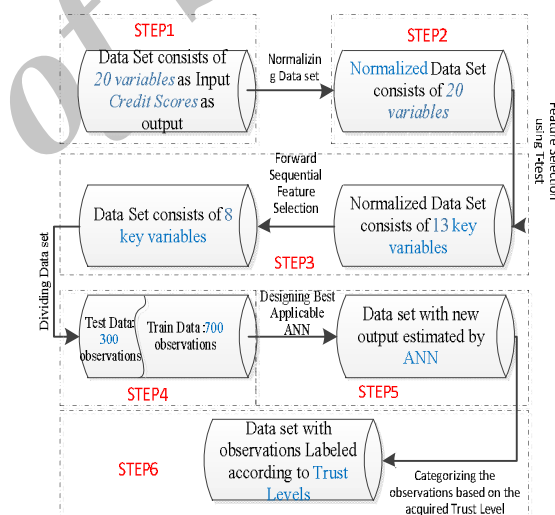 of
STEP1
Data Set consists of
20 variables as Input
Credit Scores as
output
Normalizin
g Data set
STEP2
Normalized Data Set
consists of 20
variables
Feature Selection
using T-test
Normalized Data Set
consists of 13 key
variables
Forward
Sequential
Feature
Selection
Data Set consists of 8
key variables
STEP3
Dividing Data set
Test Data:
300
observations
Train Data :700
observations
STEP4
Designing Best
Applicable
ANN
Data set with new
output estimated by
ANN
STEP5
Categorizing the
observations based on the
acquired Trust Level
Data set with
observations Labeled
according to Trust
Levels
STEP6